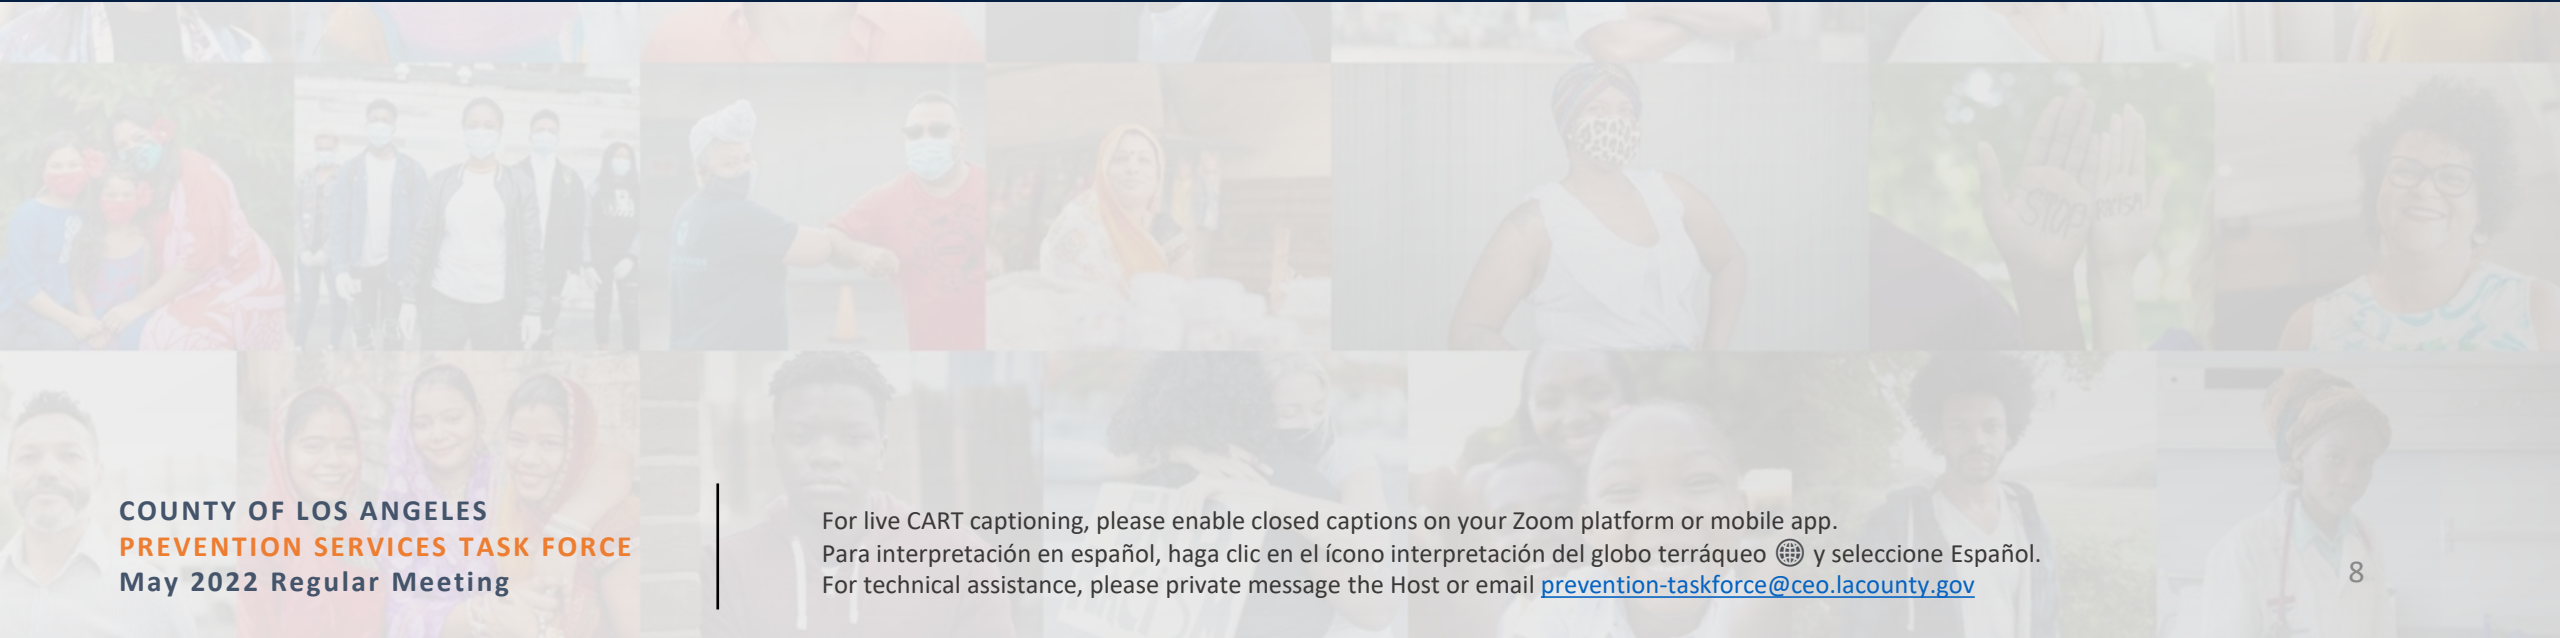 STOP racism
COUNTY OF LOS ANGELES
PREVENTION SERVICES TASK FORCE
May 2022 Regular Meeting
For live CART captioning, please enable closed captions on your Zoom platform or mobile app.
Para interpretación en español, haga clic en el ícono interpretación del globo terráqueo y seleccione Español.
For technical assistance, please private message the Host or email prevention-taskforce@ceo.lacounty.gov
8